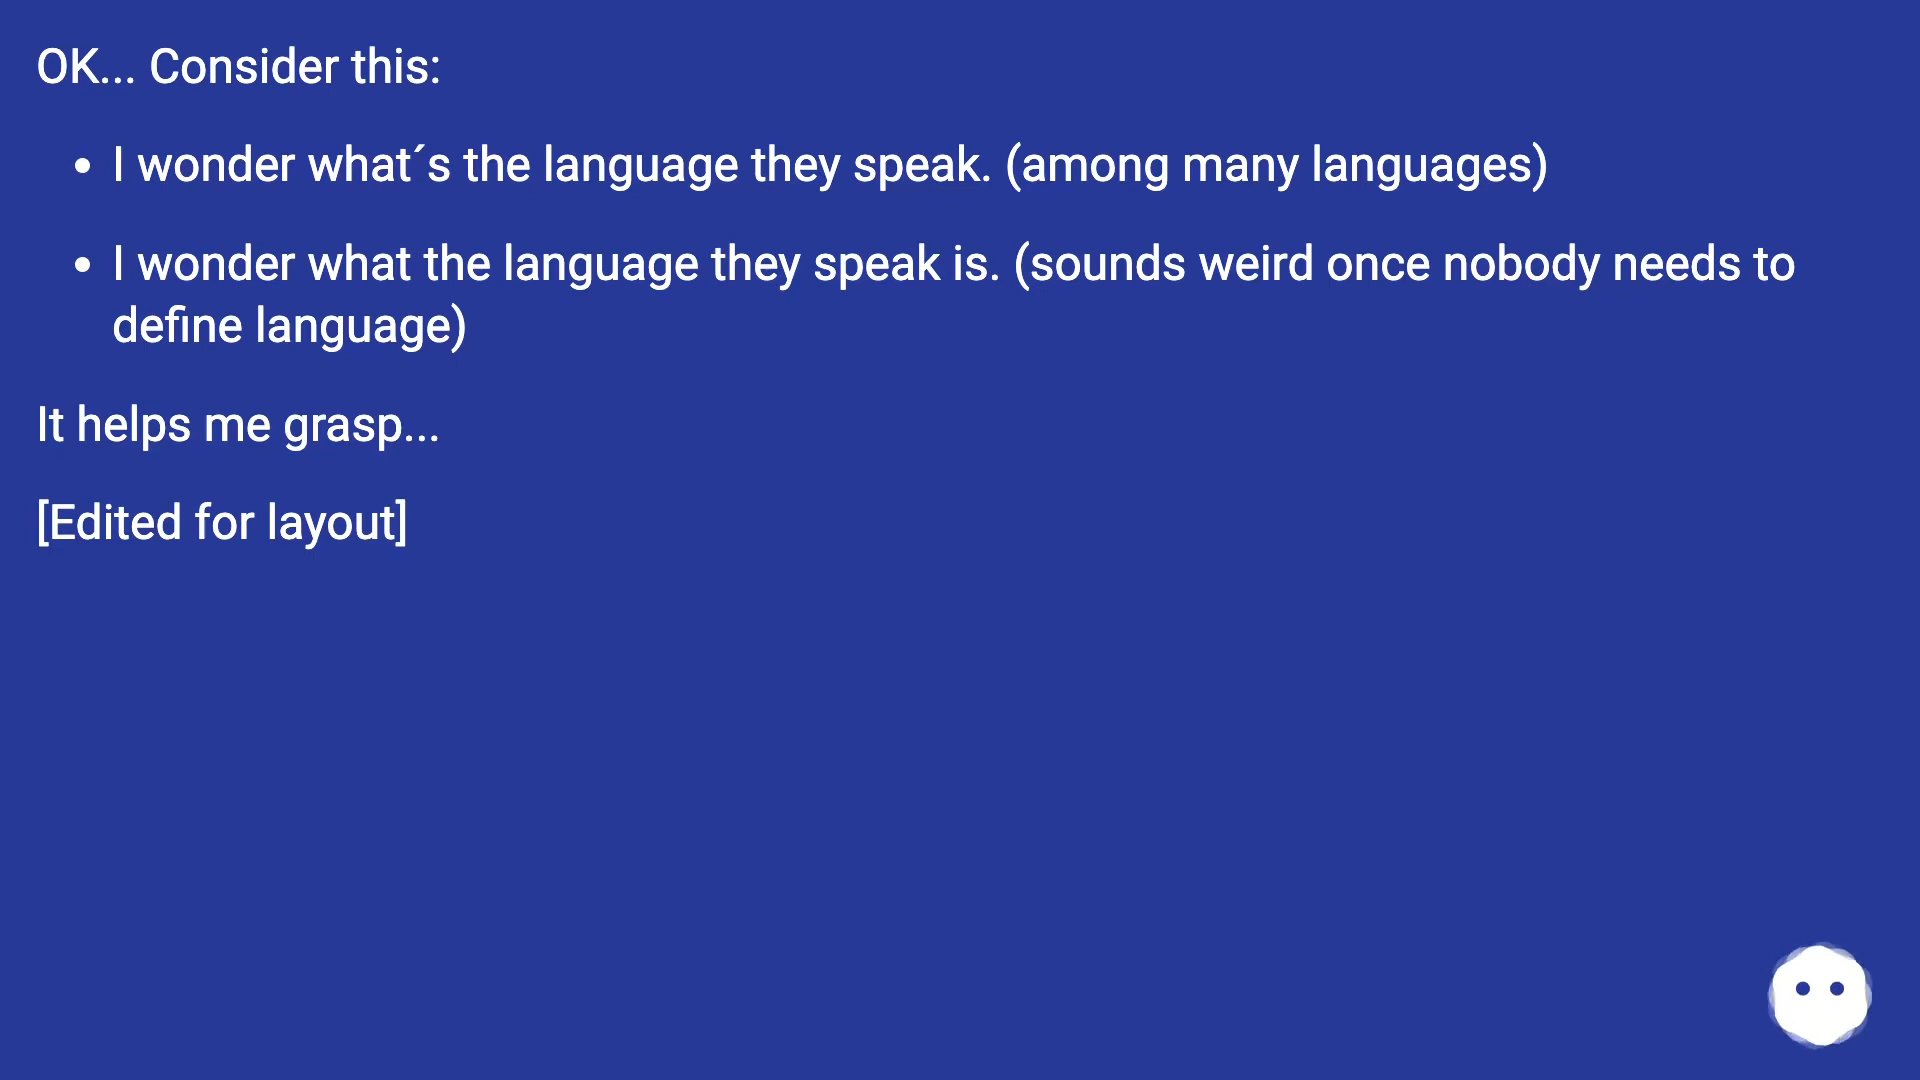 OK... Consider this:
• I wonder what´s the language they speak. (among many languages)
• I wonder what the language they speak is. (sounds weird once nobody needs to
define language)
It helps me grasp...
[Edited for layout]